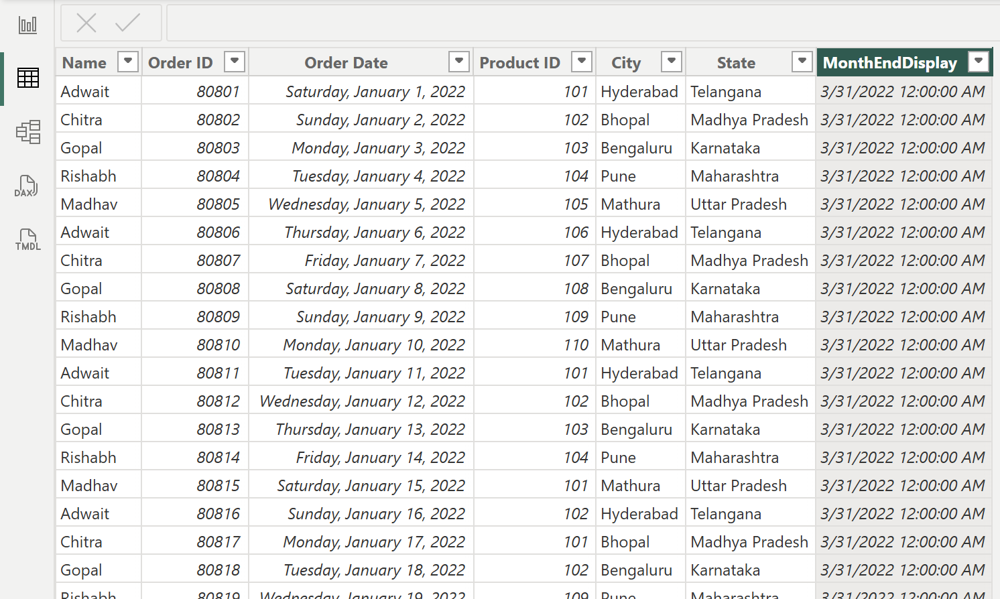 Name Order ID Order Date Product ID City State MonthEndDisplay
Adwait 80801 Saturday, January 1, 2022 101 Hyderabad Telangana 3/31/2022 12:00:00 AM
Chitra 80802 Sunday, January 2, 2022 102 Bhopal Madhya Pradesh 3/31/2022 12:00:00 AM
Gopal 80803 Monday, January 3, 2022 103 Bengaluru Karnataka 3/31/2022 12:00:00 AM
Rishabh 80804 Tuesday, January 4, 2022 104 Pune Maharashtra 3/31/2022 12:00:00 AM
DAX
Madhav 80805 Wednesday, January 5, 2022 105 Mathura Uttar Pradesh 3/31/2022 12:00:00 AM
Adwait 80806 Thursday, January 6, 2022 106 Hyderabad Telangana 3/31/2022 12:00:00 AM
TMDL
Chitra 80807 Friday, January 7, 2022 107 Bhopal Madhya Pradesh 3/31/2022 12:00:00 AM
Gopal 80808 Saturday, January 8, 2022 108 Bengaluru Karnataka 3/31/2022 12:00:00 AM
Rishabh 80809 Sunday, January 9, 2022 109 Pune Maharashtra 3/31/2022 12:00:00 AM
Madhav 80810 Monday, January 10, 2022 110 Mathura Uttar Pradesh 3/31/2022 12:00:00 AM
Adwait 80811 Tuesday, January 11, 2022 101 Hyderabad Telangana 3/31/2022 12:00:00 AM
Chitra 80812 Wednesday, January 12, 2022 102 Bhopal Madhya Pradesh 3/31/2022 12:00:00 AM
Gopal 80813 Thursday, January 13, 2022 103 Bengaluru Karnataka 3/31/2022 12:00:00 AM
Rishabh 80814 Friday, January 14, 2022 104 Pune Maharashtra 3/31/2022 12:00:00 AM
Madhav 80815 Saturday, January 15, 2022 101 Mathura Uttar Pradesh 3/31/2022 12:00:00 AM
Adwait 80816 Sunday, January 16, 2022 102 Hyderabad Telangana 3/31/2022 12:00:00 AM
Chitra 80817 Monday, January 17, 2022 101 Bhopal Madhya Pradesh 3/31/2022 12:00:00 AM
Gopal 80818 Tuesday, January 18, 2022 102 Bengaluru Karnataka 3/31/2022 12:00:00 AM
Rishabh 80819 Wednesday, January 19, 2022 109 Pune Maharashtra 3/31/2022 12:00:00 AM